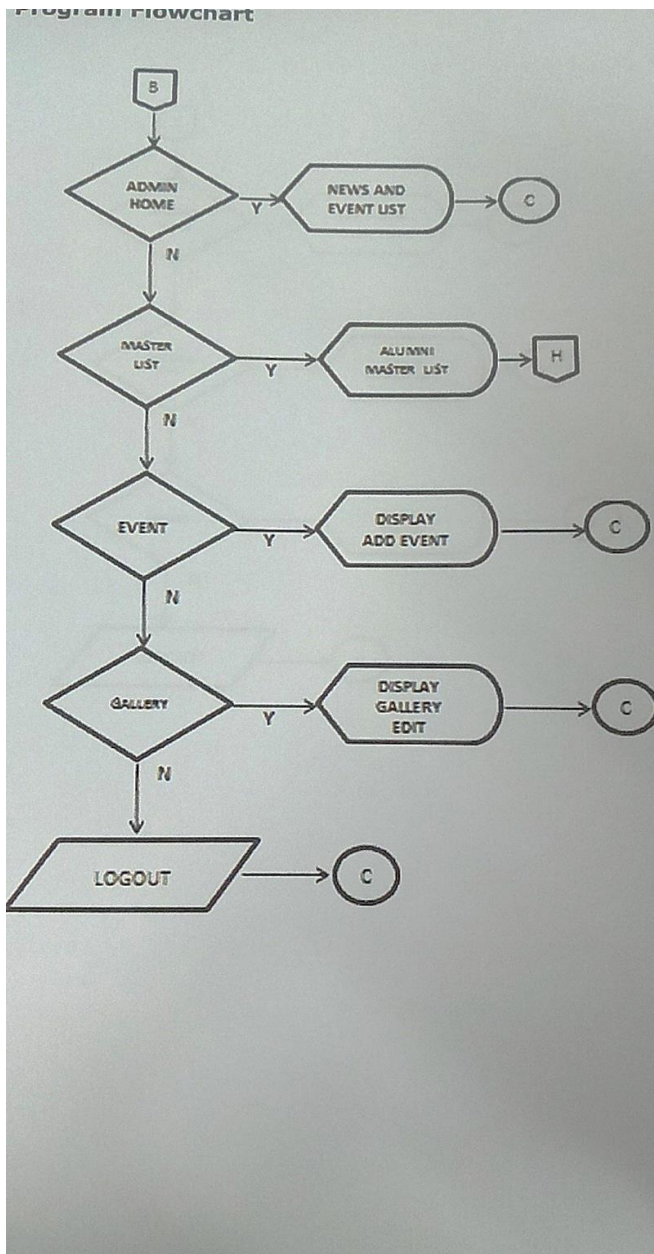 Program Flowchart
B
ADMIN
HOME
Y
NEWS AND
EVENT LIST
C
N
MASTER
LIST
Y
ALUMNI
MASTER LIST
H
N
EVENT
Y
DISPLAY
ADD EVENT
C
N
GALLERY
Y
DISPLAY
GALLERY
EDIT
C
N
LOGOUT
C